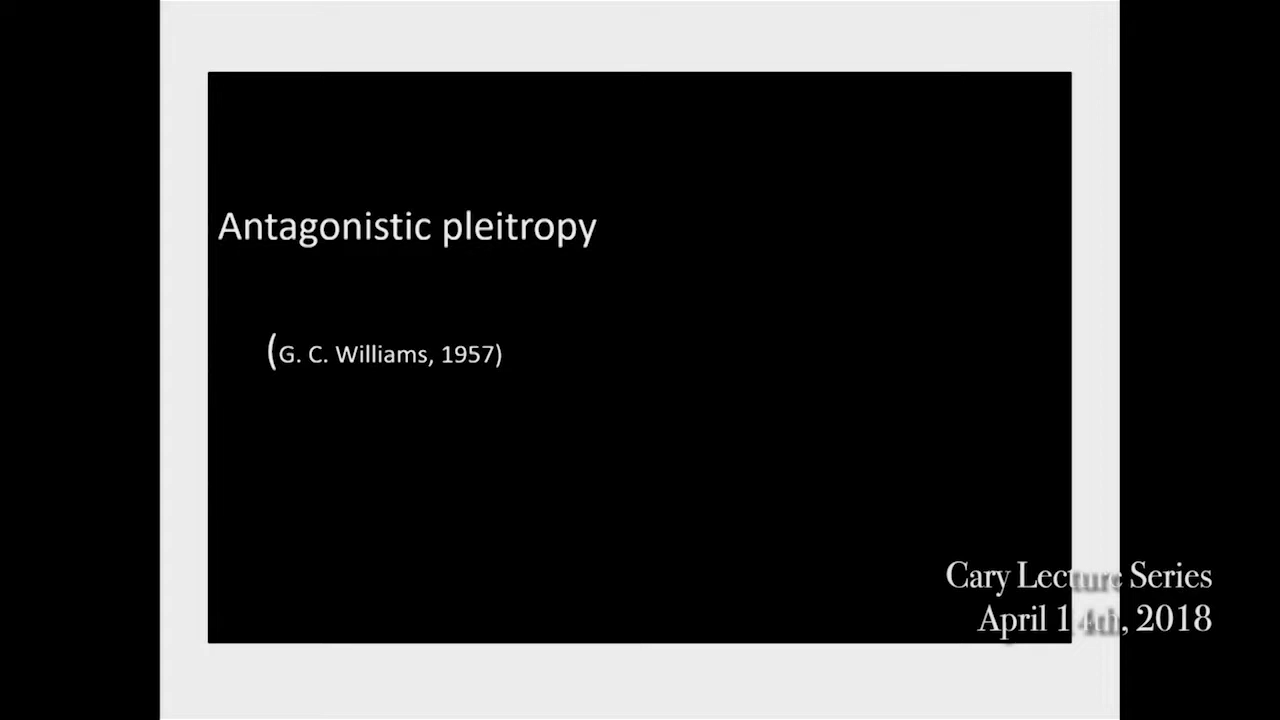 Antagonistic pleitropy
(G. C. Williams, 1957)
Cary Lecture Series
April 14th, 2018